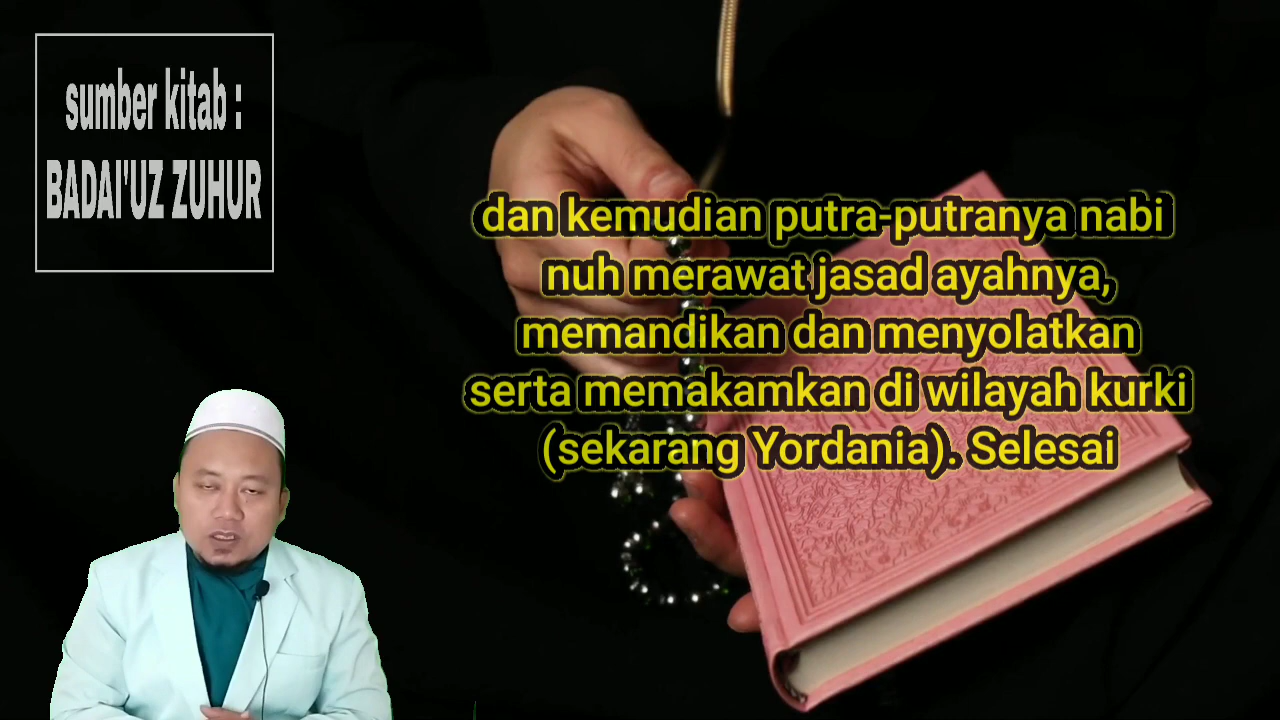 sumber kitab :
BADAI'UZ ZUHUR
dan kemudian putra-putranya nabi
nuh merawat jasad ayahnya,
memandikan dan menyolatkan
serta memakamkan di wilayah kurki
(sekarang Yordania). Selesai